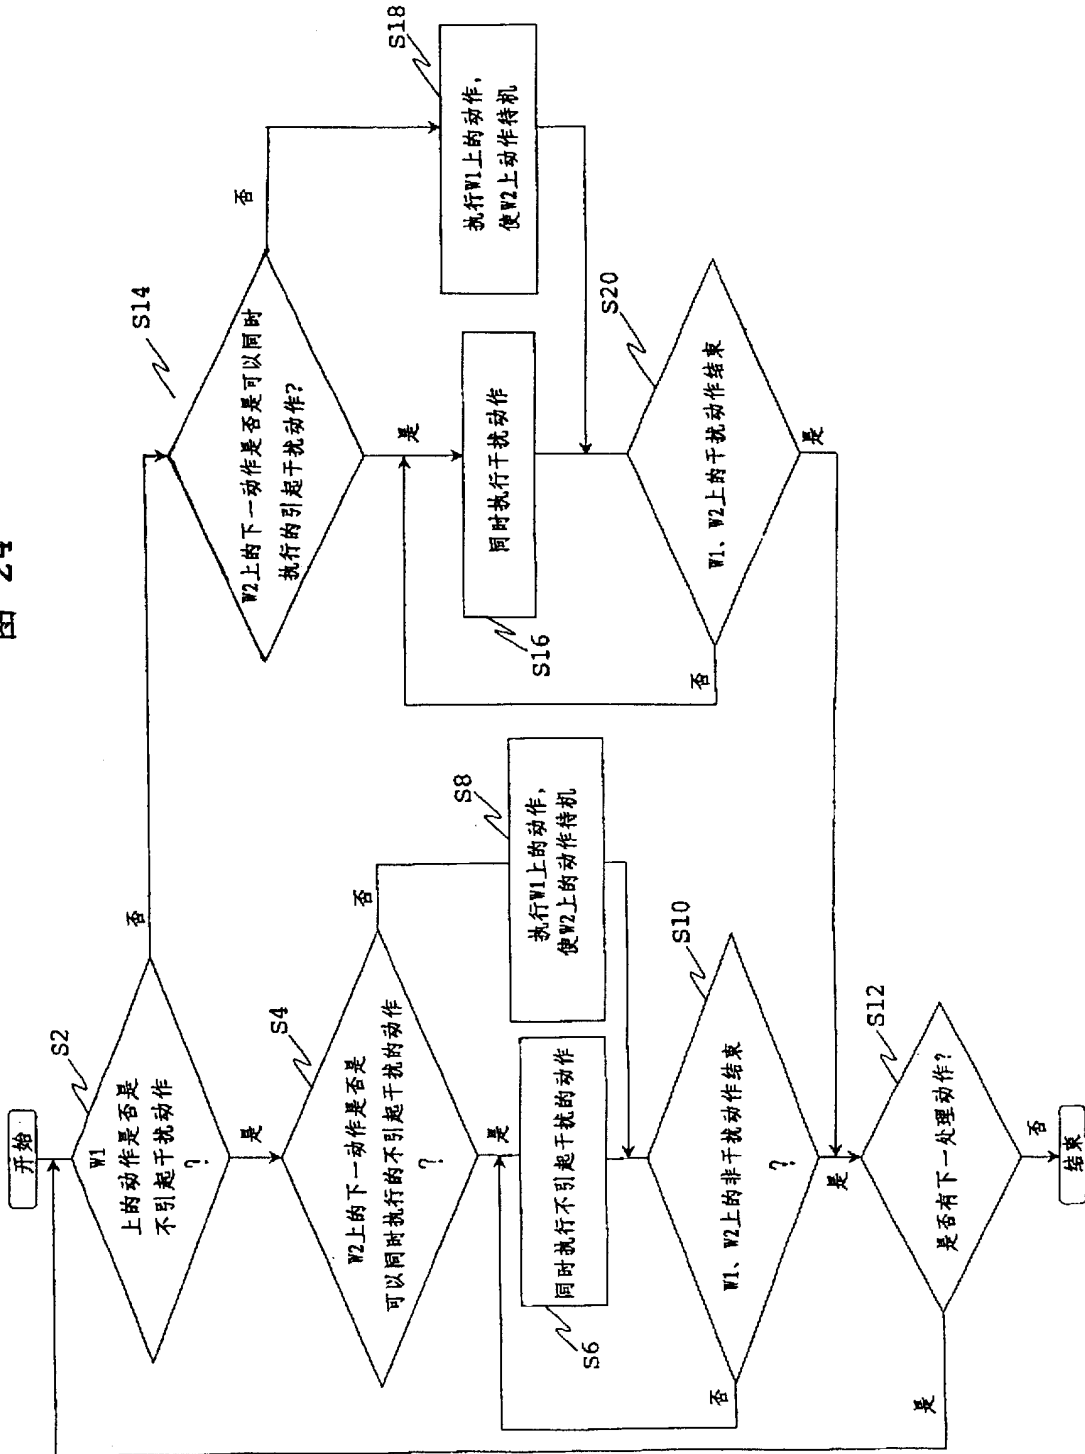 图 24
开始
S2
W1
上的动作是否是
不引起干扰动作
?
否
是
S4
W2上的下一动作是否是
可以同时执行的不引起干扰的动作
?
否
是
S6
同时执行不引起干扰的动作
S8
执行W1上的动作,
使W2上的动作待机
S10
W1、W2上的非干扰动作结束
?
否
是
S12
是否有下一处理动作?
是
否
结束
S14
W2上的下一动作是否是可以同时
执行的引起干扰动作?
否
是
S16
同时执行干扰动作
S18
执行W1上的动作,
使W2上动作待机
S20
W1、W2上的干扰动作结束
否
是